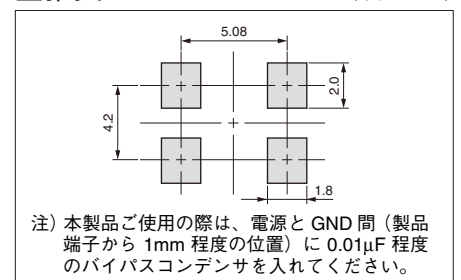 5.08
4.2
2.0
1.8
注）本製品ご使用の際は、電源と GND 間（製品
端子から 1mm 程度の位置）に 0.01μF 程度
のバイパスコンデンサを入れてください。